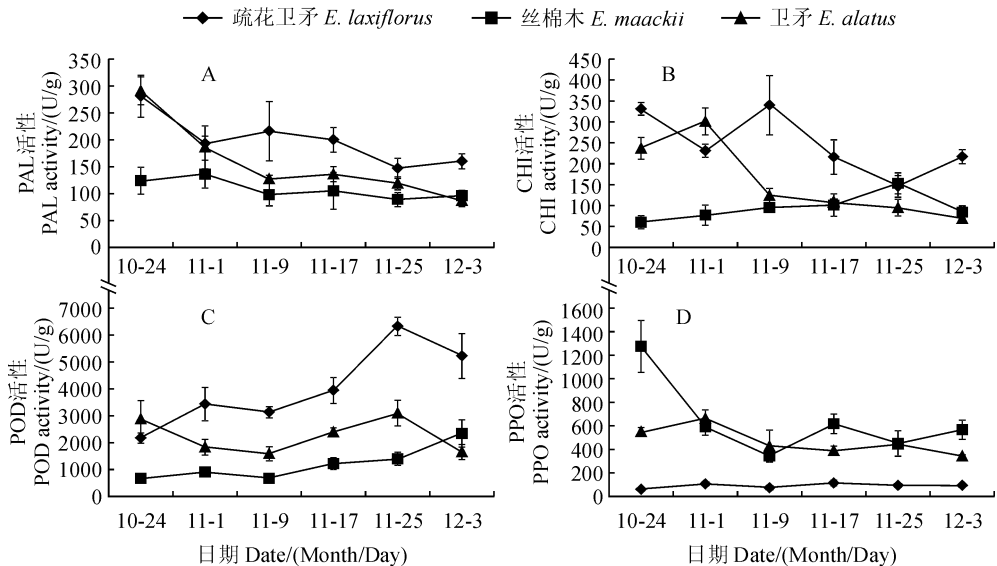 疏花卫矛 E. laxiflorus 丝棉木 E. maackii 卫矛 E. alatus
A
PAL活性
PAL activity/(U/g)
350
300
250
200
150
100
50
0
10-24 11-1 11-9 11-17 11-25 12-3
B
CHI活性
CHI activity/(U/g)
450
400
350
300
250
200
150
100
50
0
10-24 11-1 11-9 11-17 11-25 12-3
C
POD活性
POD activity/(U/g)
7000
6000
5000
4000
3000
2000
1000
0
10-24 11-1 11-9 11-17 11-25 12-3
日期 Date/(Month/Day)
D
PPO活性
PPO activity/(U/g)
1600
1400
1200
1000
800
600
400
200
0
10-24 11-1 11-9 11-17 11-25 12-3
日期 Date/(Month/Day)